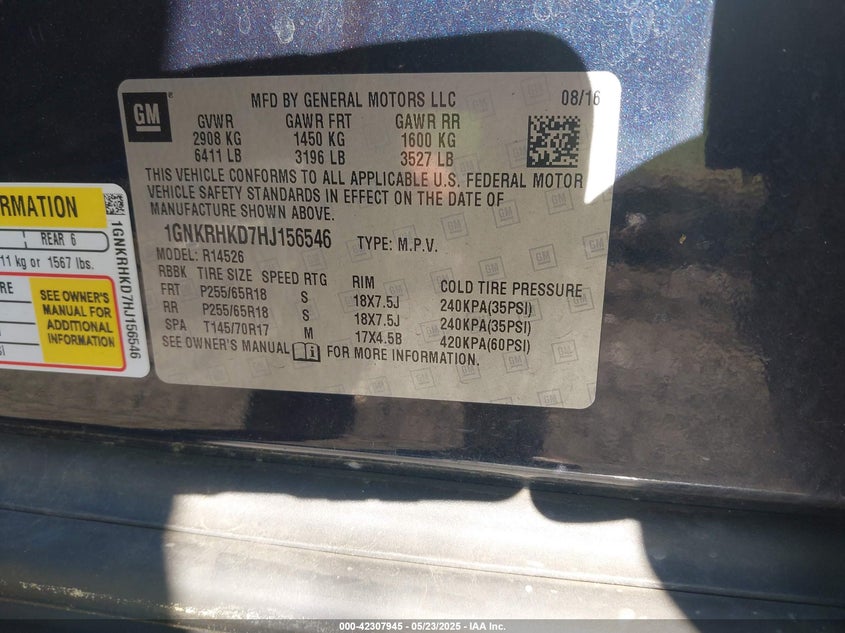 GM
®
MFD BY GENERAL MOTORS LLC 08/16
GVWR GAWR FRT GAWR RR
2908 KG 1450 KG 1600 KG
6411 LB 3196 LB 3527 LB
THIS VEHICLE CONFORMS TO ALL APPLICABLE U.S. FEDERAL MOTOR
VEHICLE SAFETY STANDARDS IN EFFECT ON THE DATE OF
MANUFACTURE SHOWN ABOVE.
1GNKRHKD7HJ156546 TYPE: M.P.V.
MODEL: R14526
RBBK TIRE SIZE SPEED RTG RIM COLD TIRE PRESSURE
FRT P255/65R18 S 18X7.5J 240KPA(35PSI)
RR P255/65R18 S 18X7.5J 240KPA(35PSI)
SPA T145/70R17 M 17X4.5B 420KPA(60PSI)
SEE OWNER'S MANUAL FOR MORE INFORMATION.
RMATION
REAR 6
11 kg or 1567 lbs.
RE
SEE OWNER'S
MANUAL FOR
ADDITIONAL
INFORMATION
1GNKRHKD7HJ156546
000-42307945 - 05/23/2025 - IAA Inc.